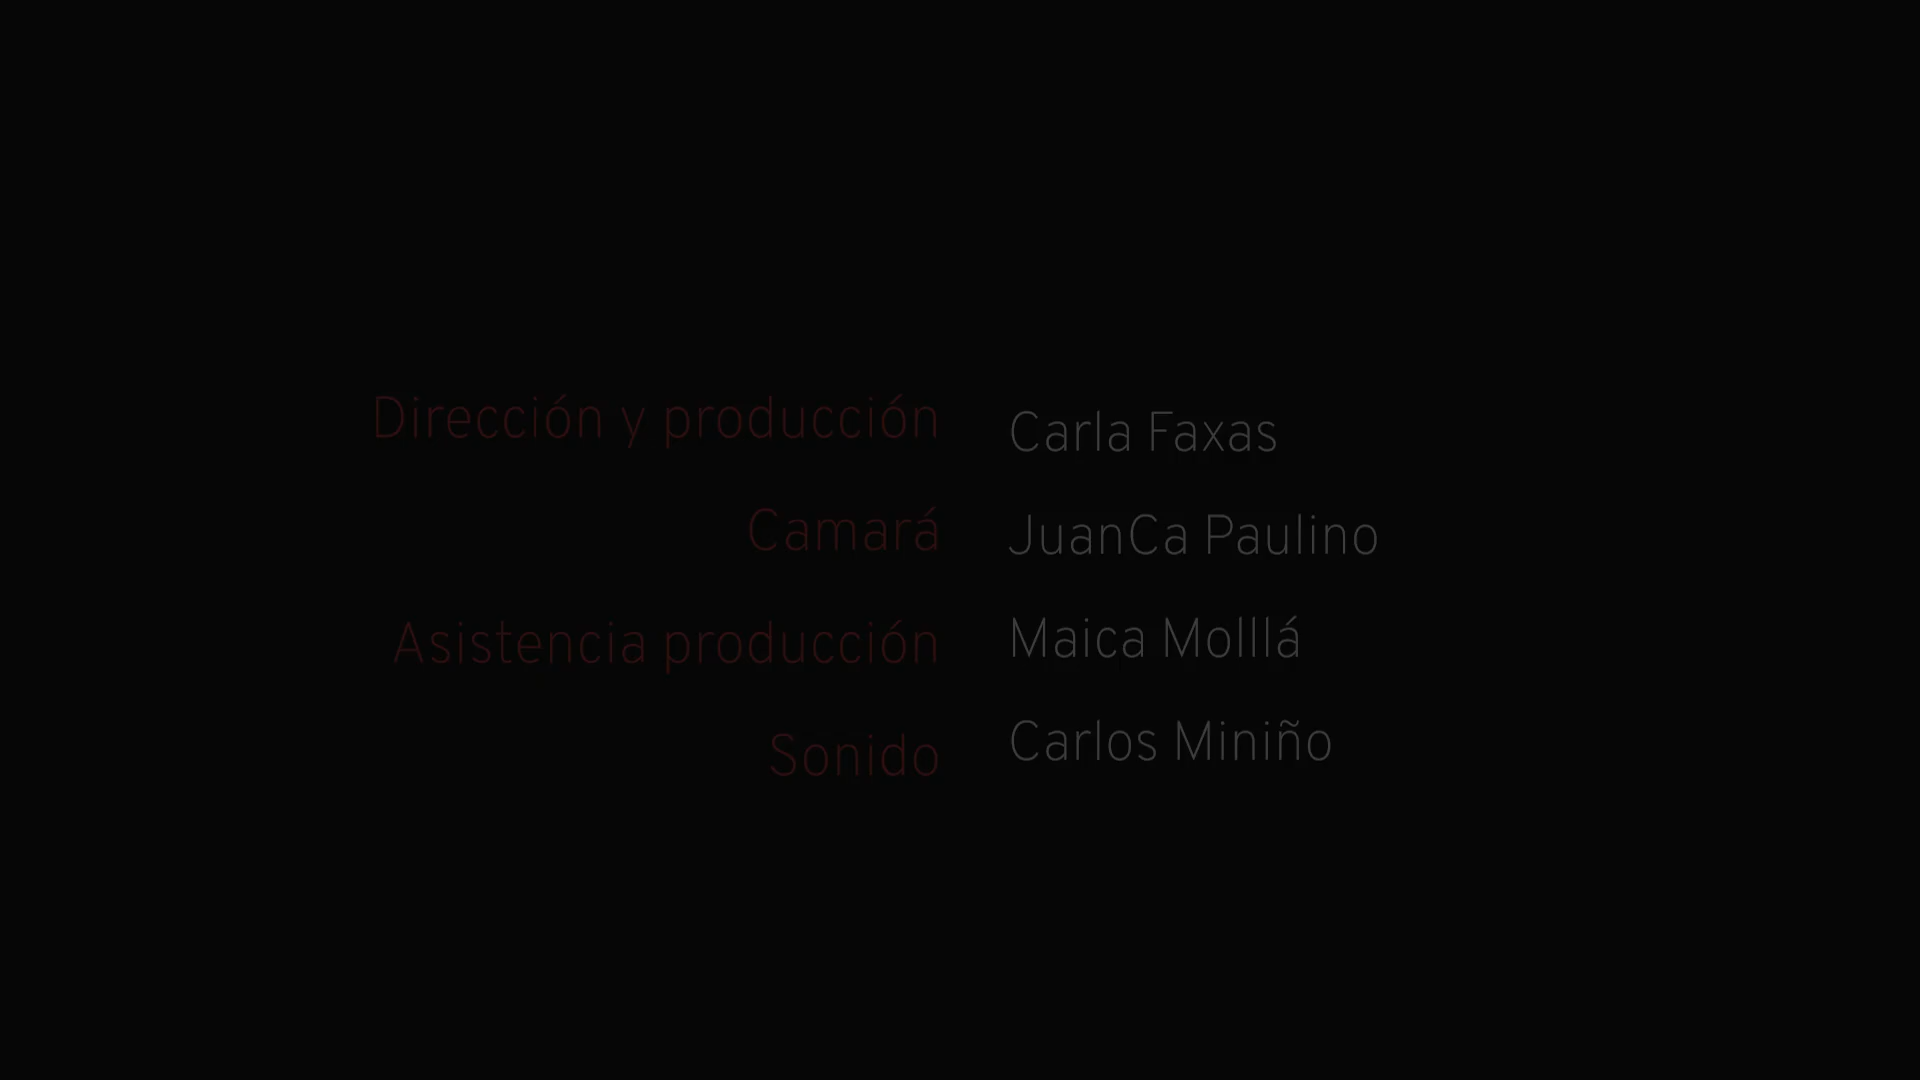 Dirección y producción Carla Faxas
Camará JuanCa Paulino
Asistencia producción Maica Molllá
Sonido Carlos Miniño